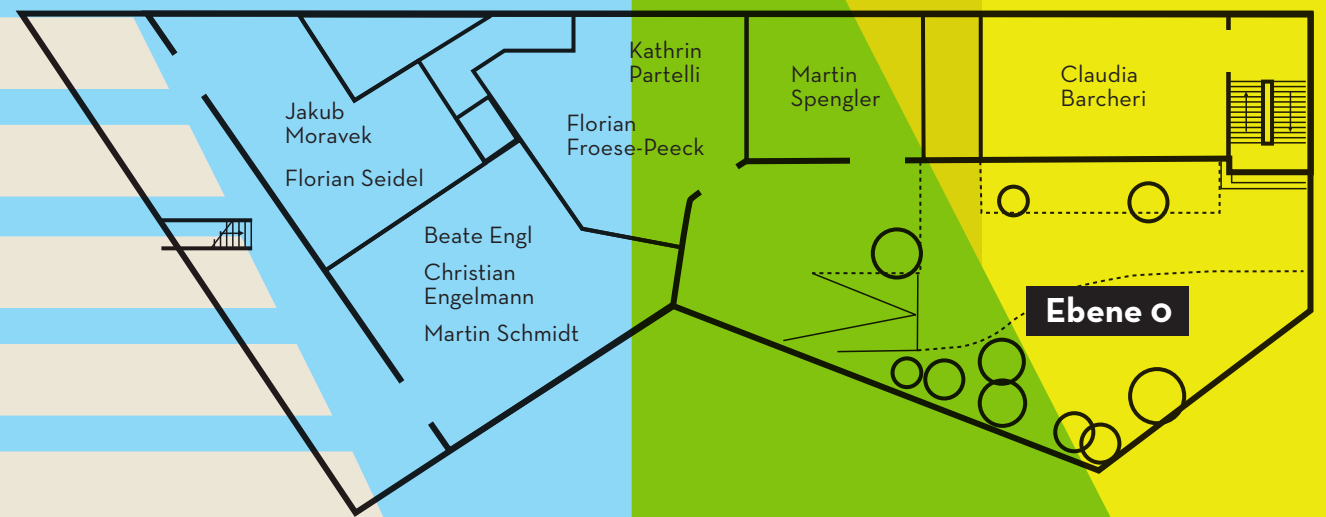 Kathrin
Partelli
Martin
Spengler
Claudia
Barcheri
Jakub
Moravek
Florian
Froese-Peeck
Florian Seidel
Beate Engl
Christian
Engelmann
Martin Schmidt
Ebene 0